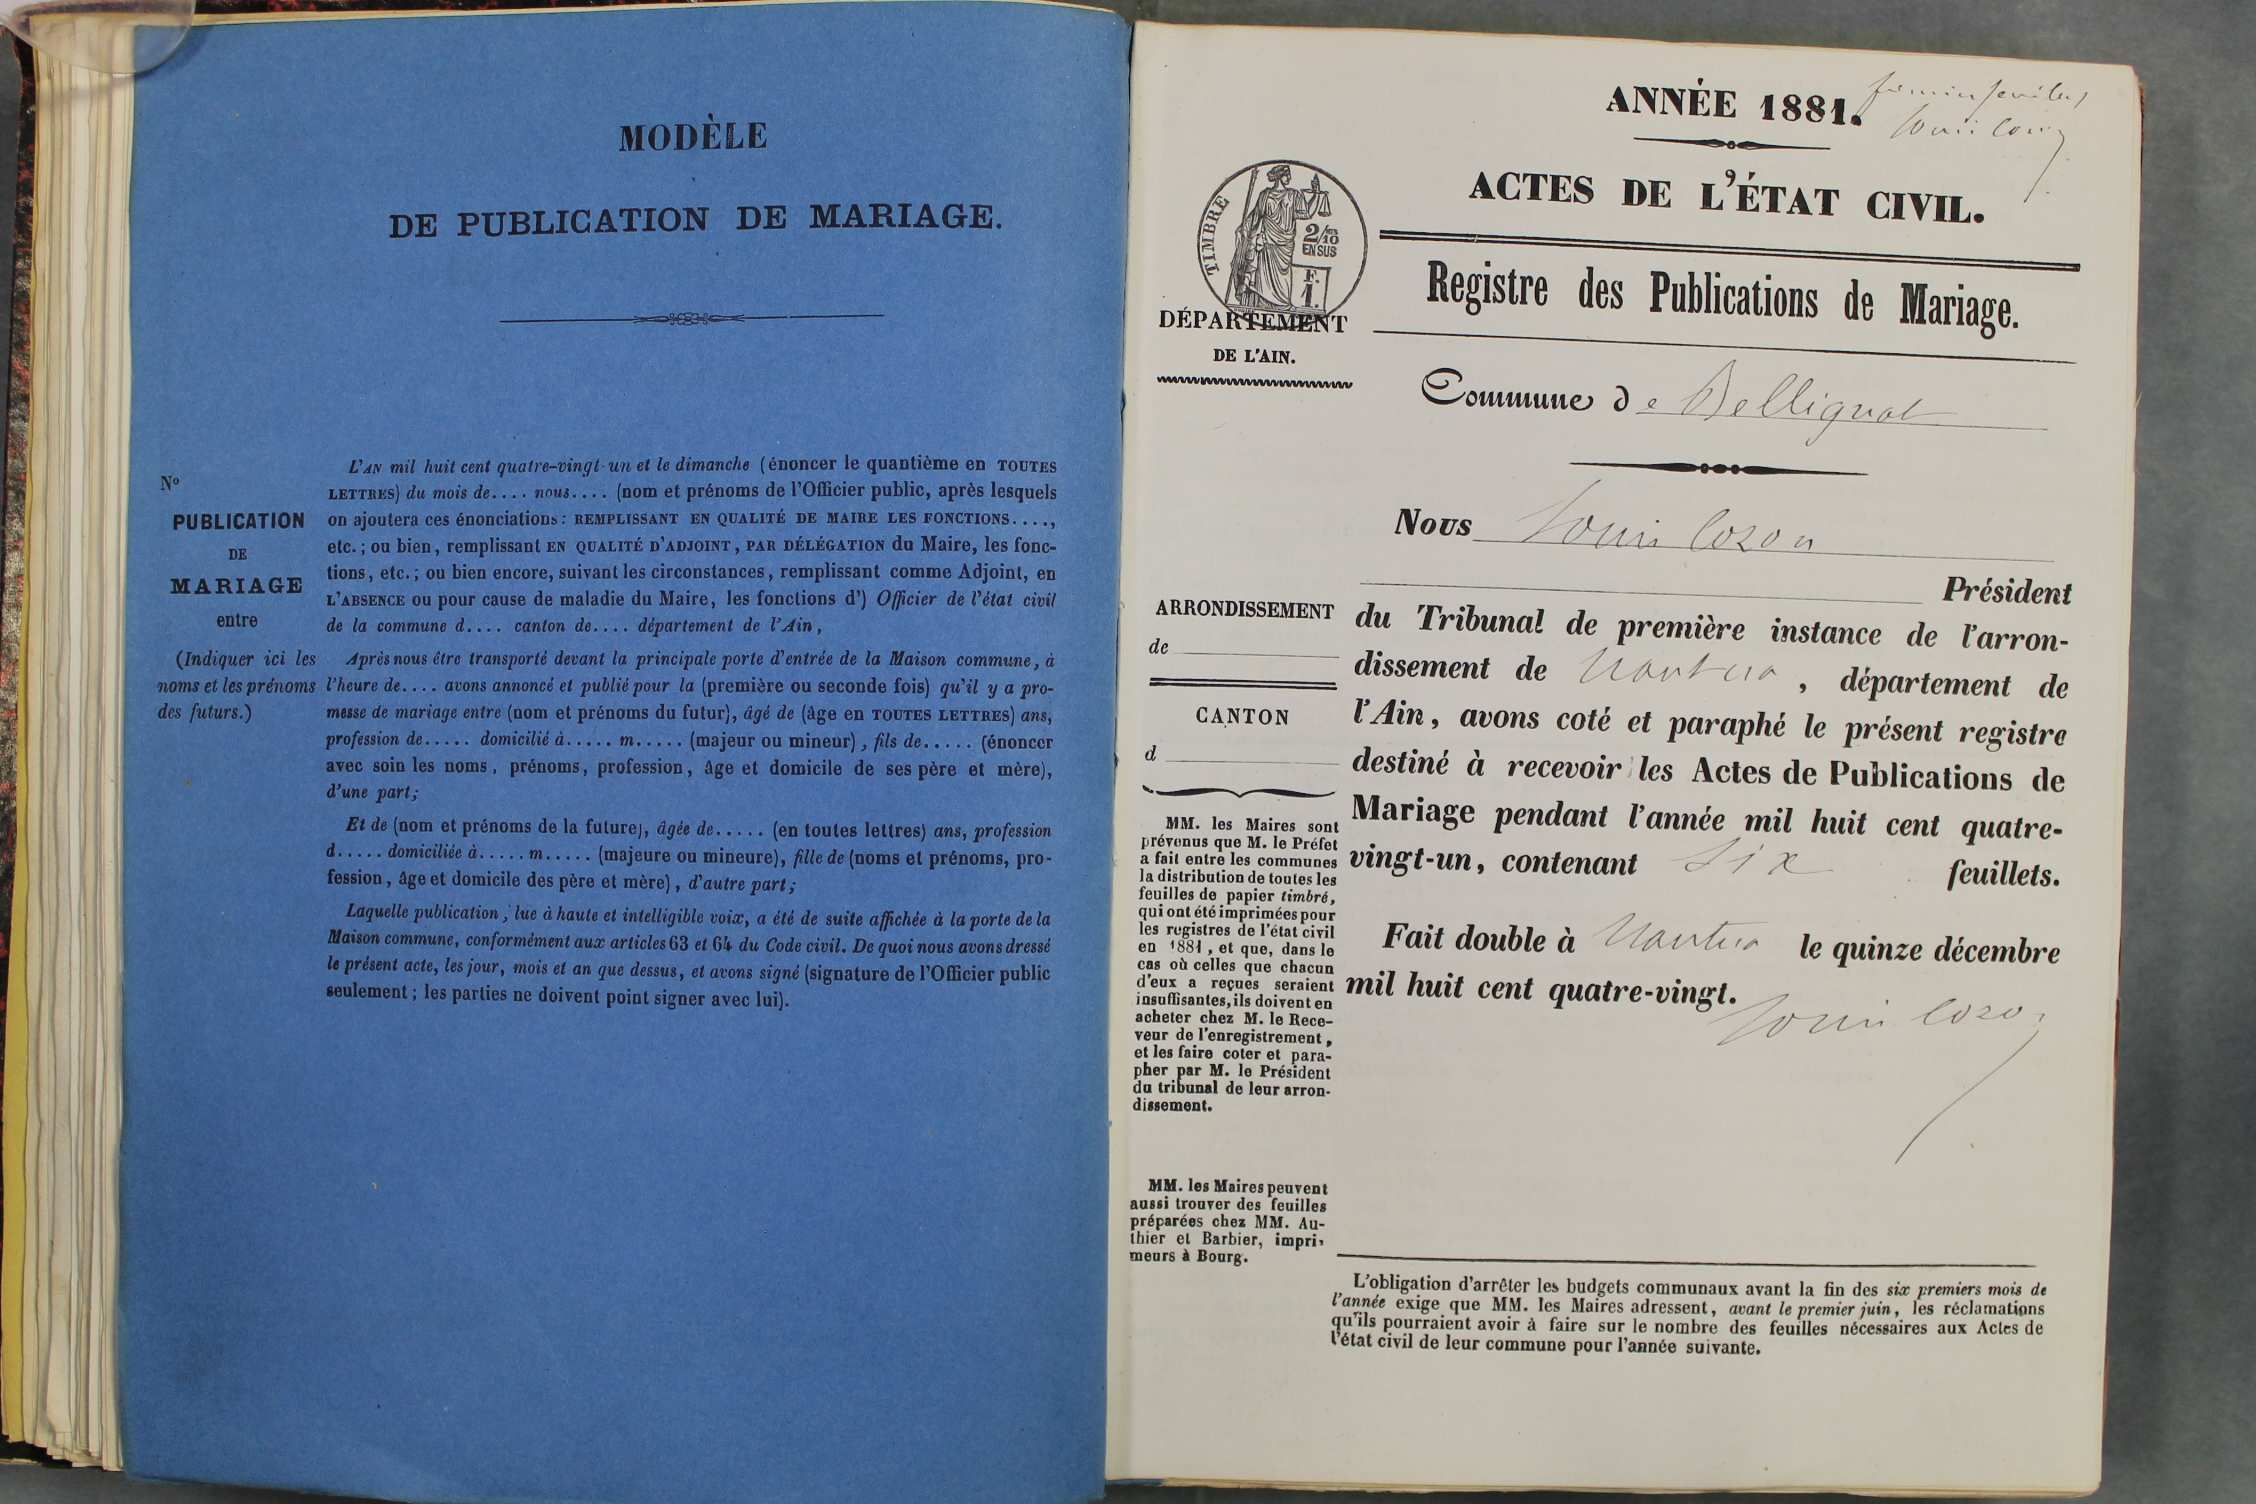 MODÈLE
DE PUBLICATION DE MARIAGE.
No
PUBLICATION
DE
MARIAGE
entre
(Indiquer ici les
noms et les prénoms
des futurs.)
L'AN mil huit cent quatre-vingt-un et le dimanche (énoncer le quantième en TOUTES
LETTRES) du mois de.... nous.... (nom et prénoms de l'Officier public, après lesquels
on ajoutera ces énonciations: REMPLISSANT EN QUALITÉ DE MAIRE LES FONCTIONS....,
etc.; ou bien, remplissant EN QUALITÉ D'ADJOINT, PAR DÉLÉGATION du Maire, les fonc-
tions, etc.; ou bien encore, suivant les circonstances, remplissant comme Adjoint, en
L'ABSENCE ou pour cause de maladie du Maire, les fonctions d') Officier de l'état civil
de la commune d.... canton de.... département de l'Ain,
Après nous être transporté devant la principale porte d'entrée de la Maison commune, à
l'heure de.... avons annoncé et publié pour la (première ou seconde fois) qu'il y a pro-
messe de mariage entre (nom et prénoms du futur), âgé de (âge en TOUTES LETTRES) ans,
profession de..... domicilié à..... m..... (majeur ou mineur), fils de..... (énoncer
avec soin les noms, prénoms, profession, âge et domicile de ses père et mère),
d'une part;
Et de (nom et prénoms de la future), âgée de..... (en toutes lettres) ans, profession
d..... domiciliée à..... m..... (majeure ou mineure), fille de (noms et prénoms, pro-
fession, âge et domicile des père et mère), d'autre part;
Laquelle publication, lue à haute et intelligible voix, a été de suite affichée à la porte de la
Maison commune, conformément aux articles 63 et 64 du Code civil. De quoi nous avons dressé
le présent acte, les jour, mois et an que dessus, et avons signé (signature de l'Officier public
seulement; les parties ne doivent point signer avec lui).
ANNÉE 1881.
Louis Cozon
ACTES DE L'ÉTAT CIVIL.
TIMBRE
2/10
EN SUS
F.
1.
Registre des Publications de Mariage.
DÉPARTEMENT
DE L'AIN.
Commune de Bellignat
Nous Louis Cozon
Président
du Tribunal de première instance de l'arron-
dissement de Nantua, département de
l'Ain, avons coté et paraphé le présent registre
destiné à recevoir les Actes de Publications de
Mariage pendant l'année mil huit cent quatre-
vingt-un, contenant six feuillets.
Fait double à Nantua le quinze décembre
mil huit cent quatre-vingt.
Louis Cozon
ARRONDISSEMENT
de
CANTON
d
MM. les Maires sont
prévenus que M. le Préfet
a fait entre les communes
la distribution de toutes les
feuilles de papier timbré,
qui ont été imprimées pour
les registres de l'état civil
en 1881, et que, dans le
cas où celles que chacun
d'eux a reçues seraient
insuffisantes, ils doivent en
acheter chez M. le Rece-
veur de l'enregistrement,
et les faire coter et para-
pher par M. le Président
du tribunal de leur arron-
dissement.
MM. les Maires peuvent
aussi trouver des feuilles
préparées chez MM. Au-
thier et Barbier, impri-
meurs à Bourg.
L'obligation d'arrêter les budgets communaux avant la fin des six premiers mois de
l'année exige que MM. les Maires adressent, avant le premier juin, les réclamations
qu'ils pourraient avoir à faire sur le nombre des feuilles nécessaires aux Actes de
l'état civil de leur commune pour l'année suivante.